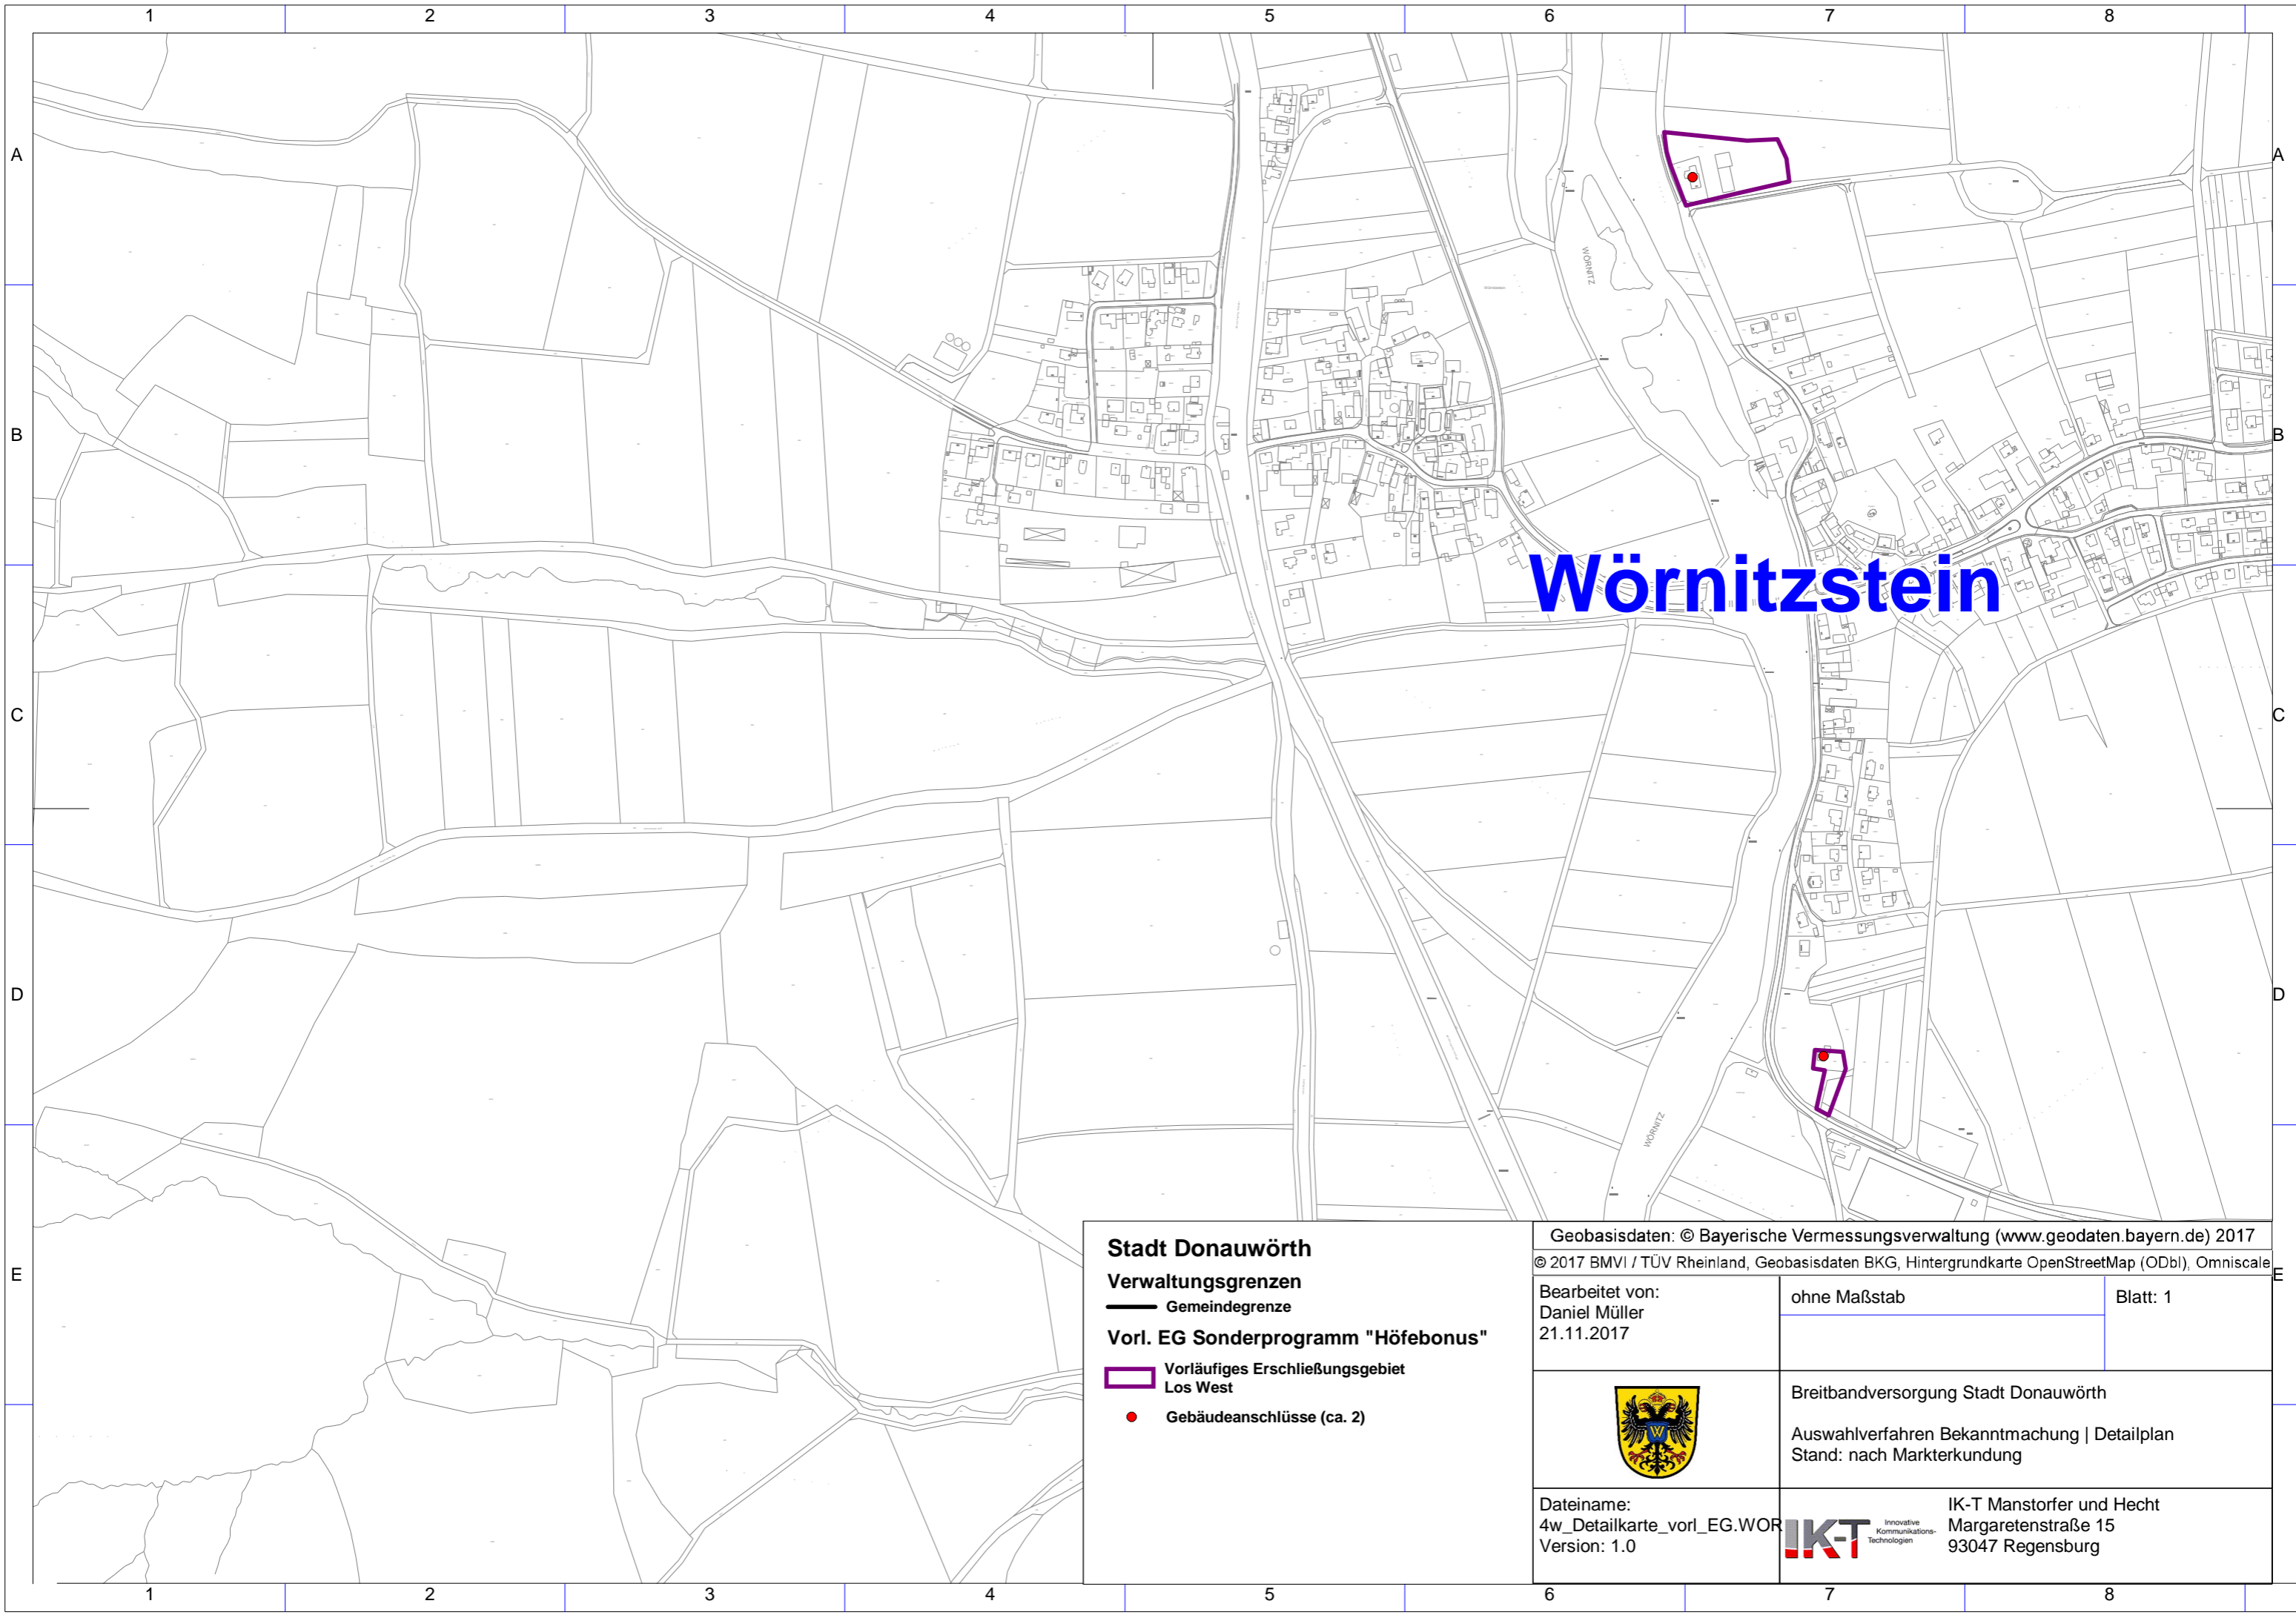 1 2 3 4 5 6 7 8
A A
WÖRNITZ
B B
Wörnitzstein
C C
D D
WÖRNITZ
E E
Stadt Donauwörth
Verwaltungsgrenzen
Gemeindegrenze
Vorl. EG Sonderprogramm "Höfebonus"
Vorläufiges Erschließungsgebiet
Los West
Gebäudeanschlüsse (ca. 2)
Geobasisdaten: © Bayerische Vermessungsverwaltung (www.geodaten.bayern.de) 2017
© 2017 BMVI / TÜV Rheinland, Geobasisdaten BKG, Hintergrundkarte OpenStreetMap (ODbl), Omniscale
Bearbeitet von:
Daniel Müller
21.11.2017
ohne Maßstab
Blatt: 1
W
Breitbandversorgung Stadt Donauwörth
Auswahlverfahren Bekanntmachung | Detailplan
Stand: nach Markterkundung
Dateiname:
4w_Detailkarte_vorl_EG.WOR
Version: 1.0
IK-T
Innovative
Kommunikations-
Technologien
IK-T Manstorfer und Hecht
Margaretenstraße 15
93047 Regensburg
1 2 3 4 5 6 7 8